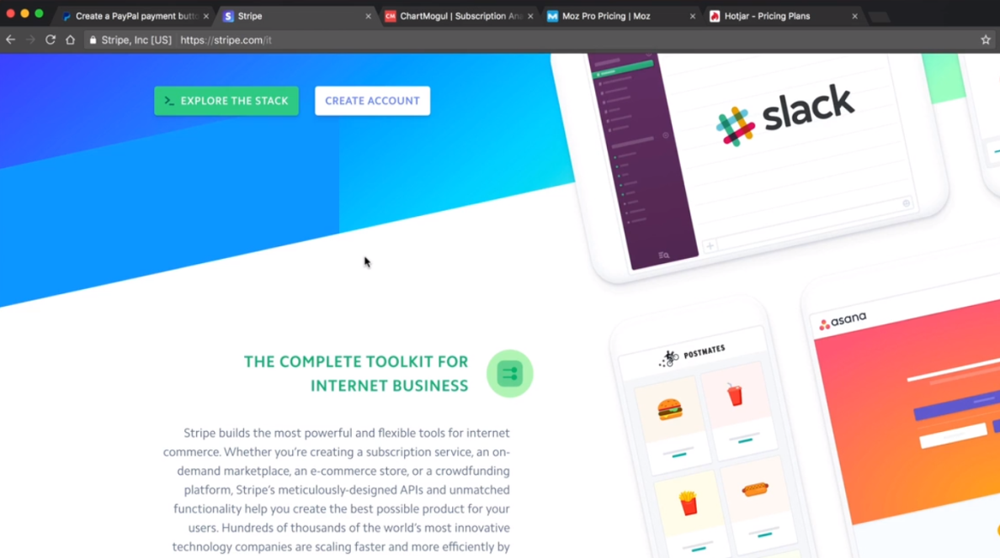 Create a PayPal payment butto
Stripe
ChartMogul | Subscription Ana
Moz Pro Pricing | Moz
Hotjar - Pricing Plans
Stripe, Inc [US] https://stripe.com/it
EXPLORE THE STACK
CREATE ACCOUNT
slack
asana
POSTMATES
THE COMPLETE TOOLKIT FOR
INTERNET BUSINESS
Stripe builds the most powerful and flexible tools for internet
commerce. Whether you're creating a subscription service, an on-
demand marketplace, an e-commerce store, or a crowdfunding
platform, Stripe's meticulously-designed APIs and unmatched
functionality help you create the best possible product for your
users. Hundreds of thousands of the world's most innovative
technology companies are scaling faster and more efficiently by